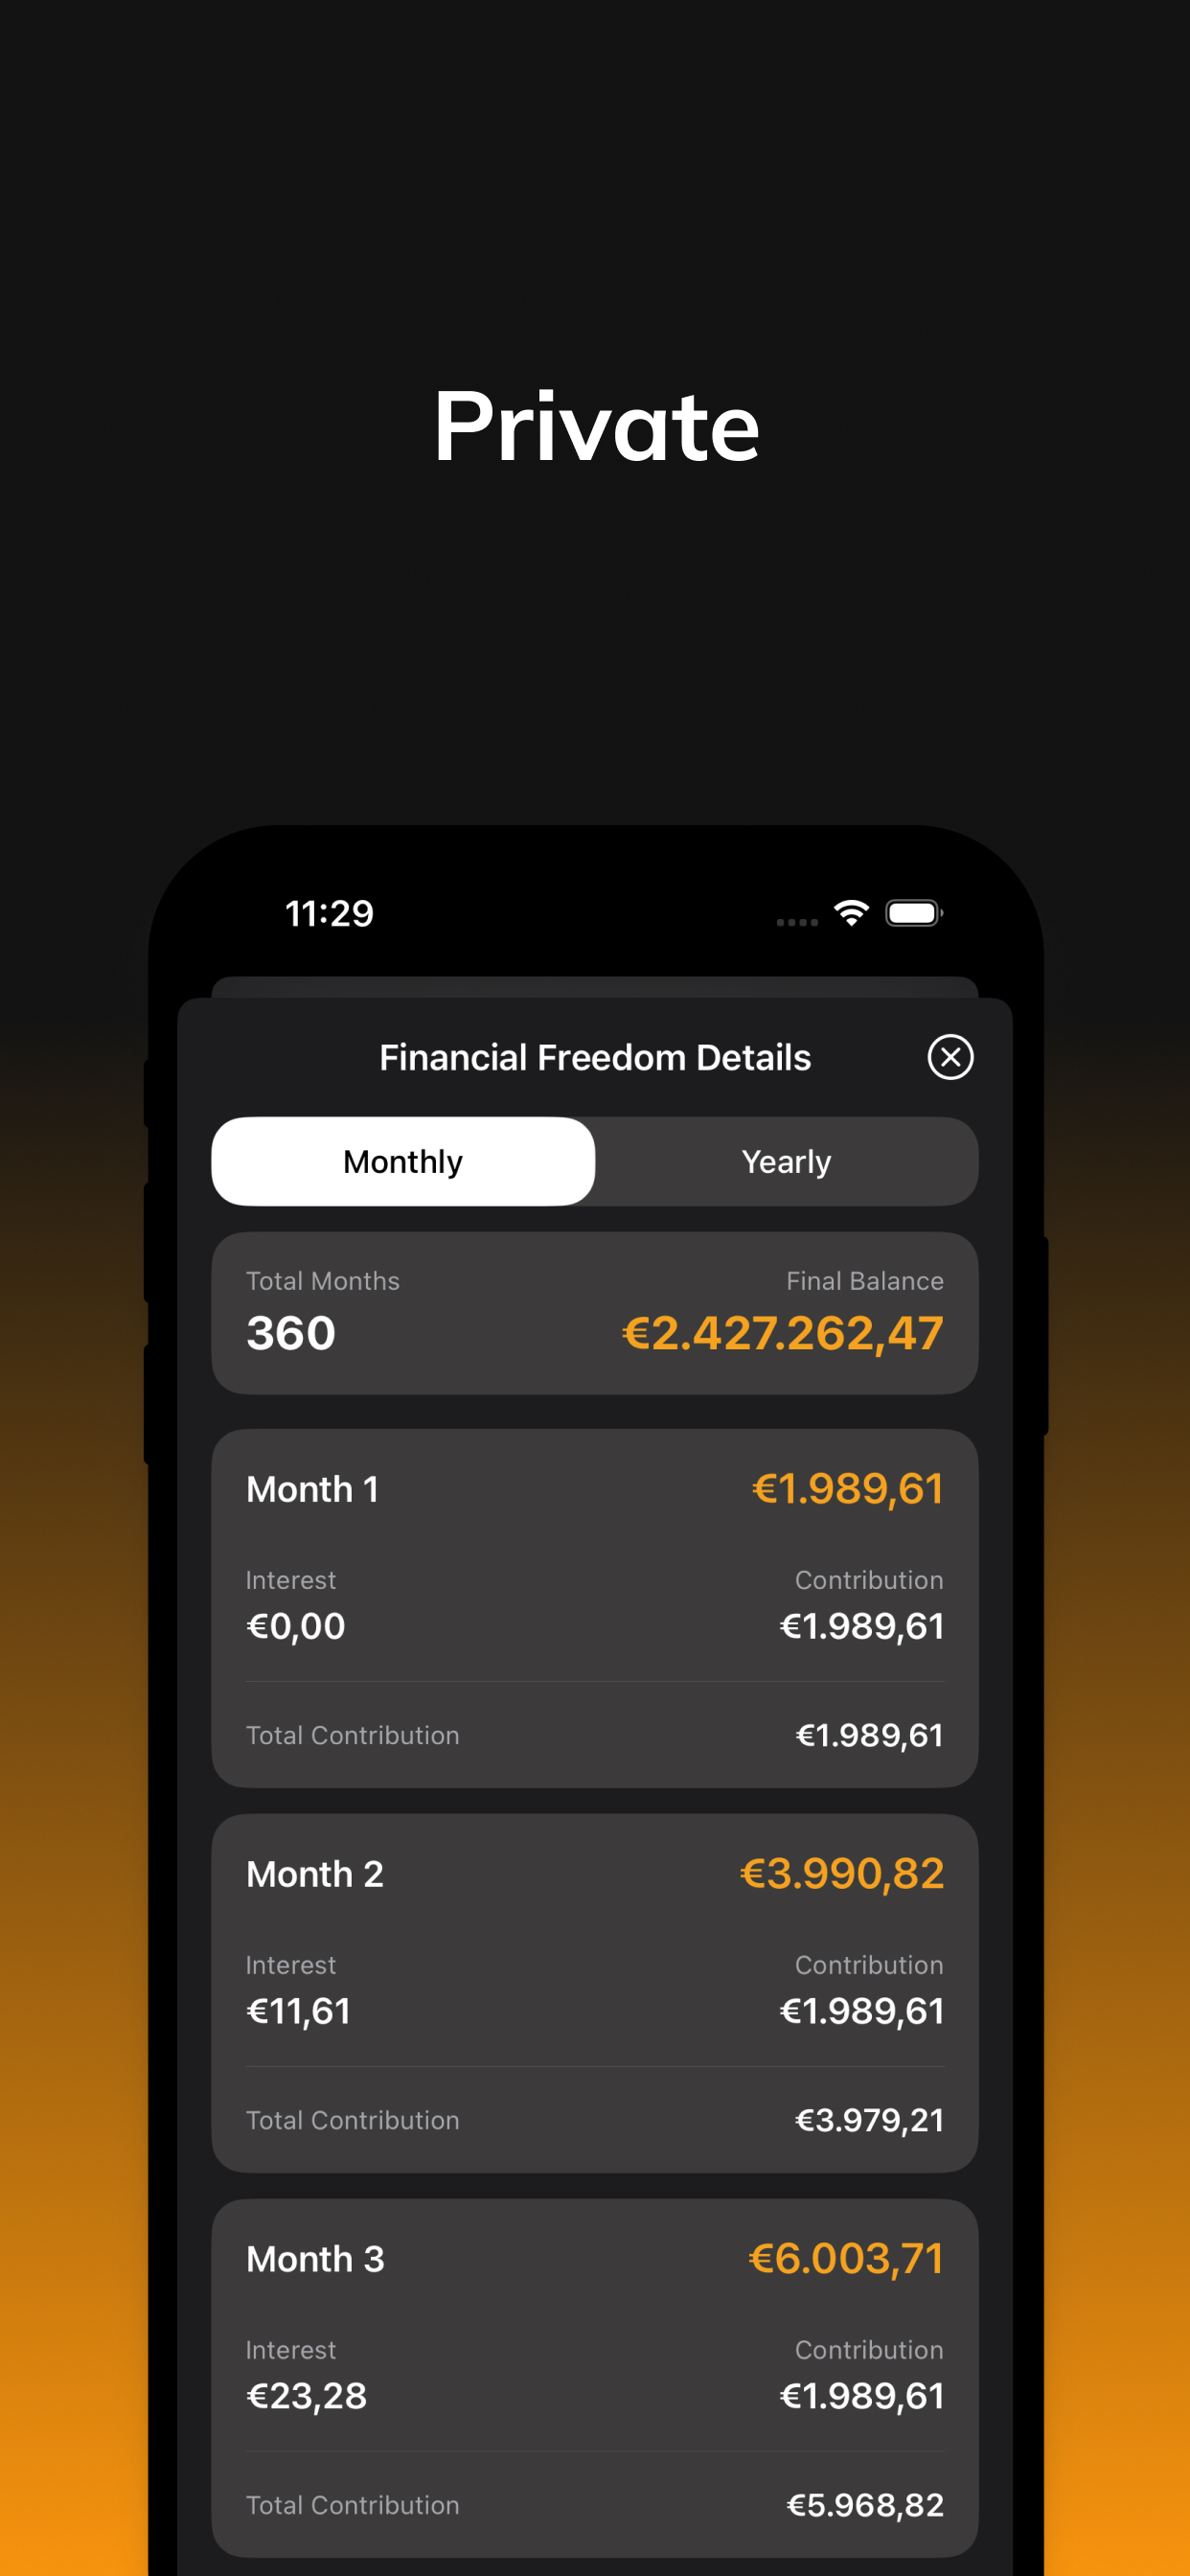 Private
11:29
Financial Freedom Details
Monthly Yearly
Total Months Final Balance
360 €2.427.262,47
Month 1 €1.989,61
Interest Contribution
€0,00 €1.989,61
Total Contribution €1.989,61
Month 2 €3.990,82
Interest Contribution
€11,61 €1.989,61
Total Contribution €3.979,21
Month 3 €6.003,71
Interest Contribution
€23,28 €1.989,61
Total Contribution €5.968,82